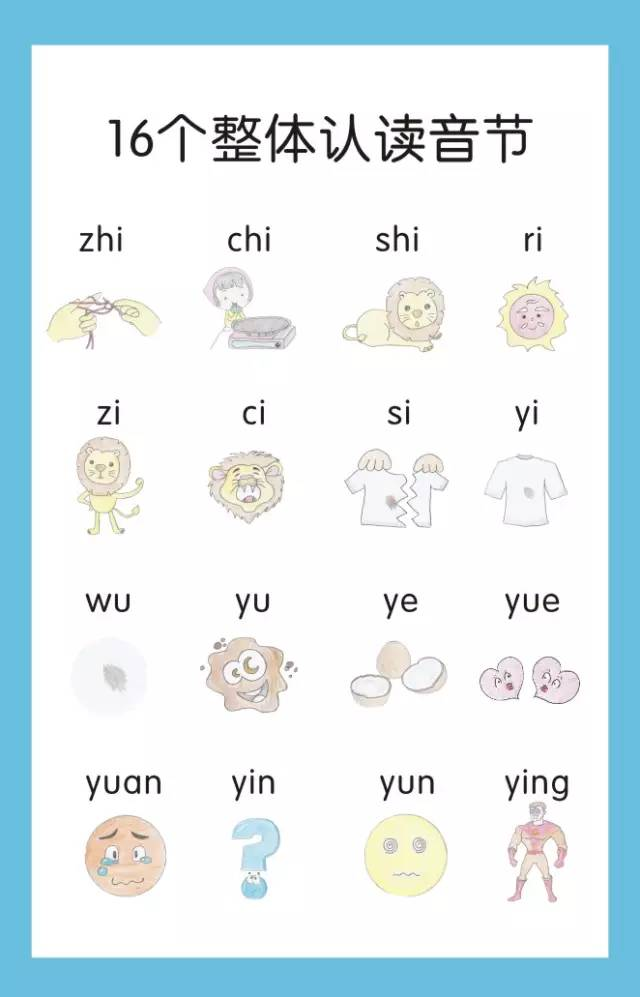 16个整体认读音节
zhi chi shi ri
zi ci si yi
wu yu ye yue
yuan yin yun ying